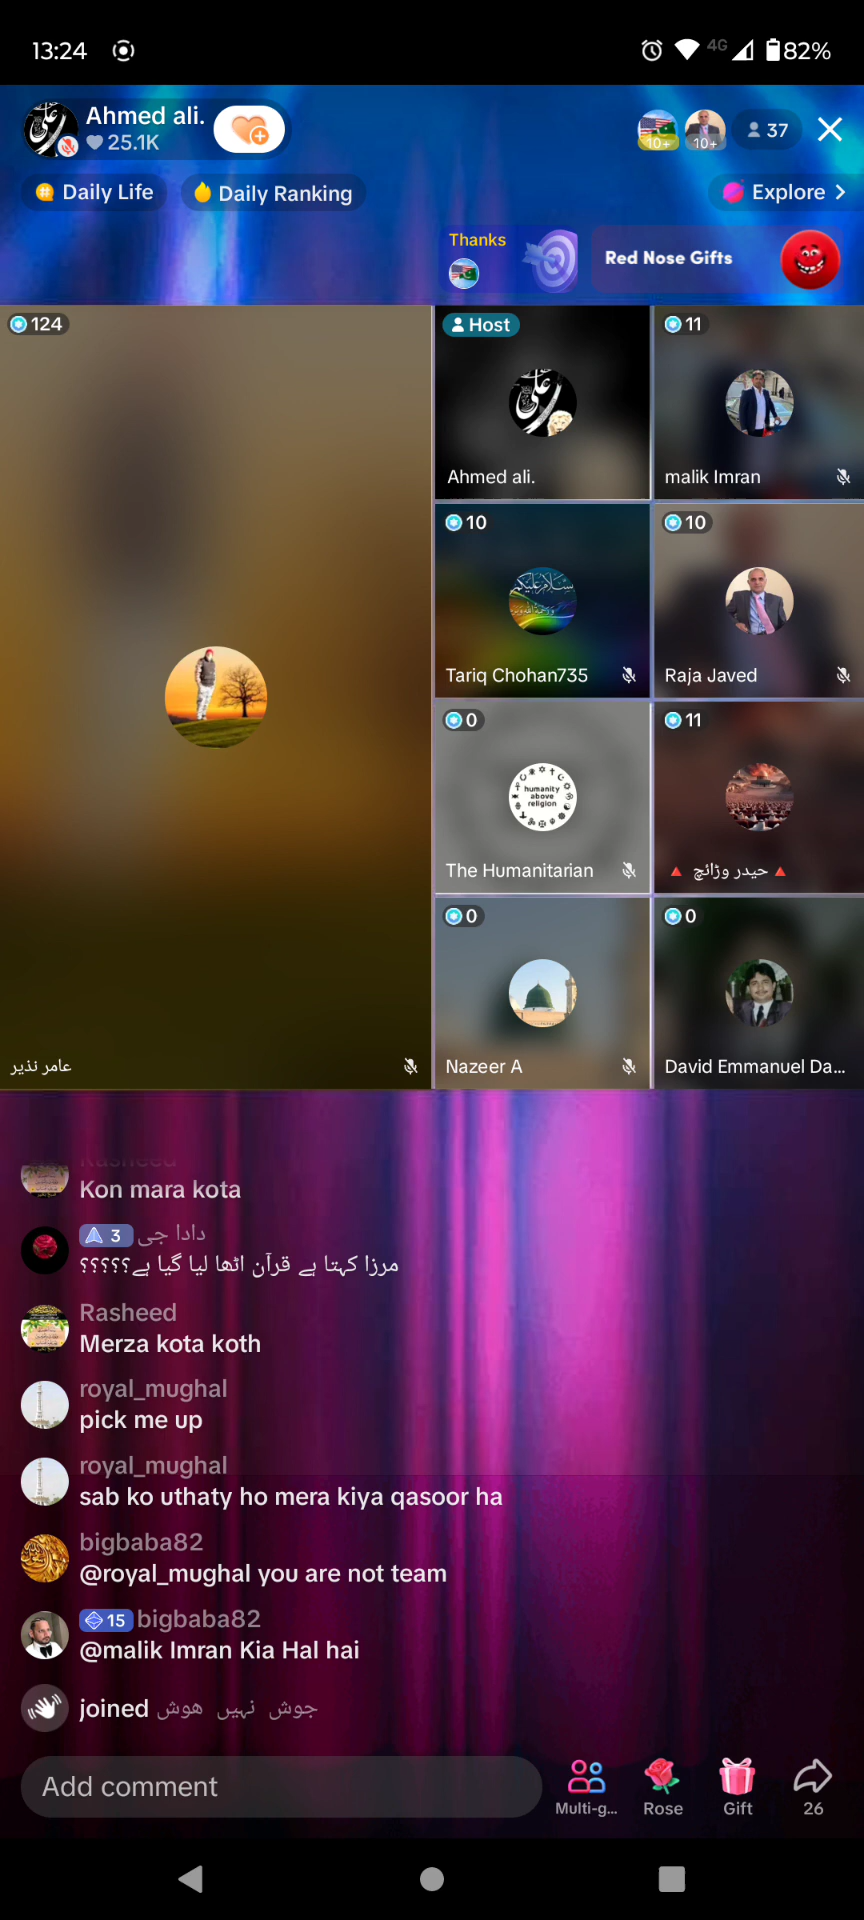 13:24
4G
82%
Ahmed ali.
25.1K
10+
10+
37
Daily Life
Daily Ranking
Explore
Thanks
Red Nose Gifts
124
Host
11
Ahmed ali.
malik Imran
10
10
Tariq Chohan735
Raja Javed
0
11
humanity
above
religion
The Humanitarian
حیدر وڑائچ
0
0
عامر نذیر
Nazeer A
David Emmanuel Da...
Rasheed
Kon mara kota
3 دادا جی
مرزا کہتا ہے قرآن اٹھا لیا گیا ہے؟؟؟؟؟
Rasheed
Merza kota koth
royal_mughal
pick me up
royal_mughal
sab ko uthaty ho mera kiya qasoor ha
bigbaba82
@royal_mughal you are not team
15 bigbaba82
@malik Imran Kia Hal hai
joined جوش نہیں ھوش
Add comment
Multi-g...
Rose
Gift
26